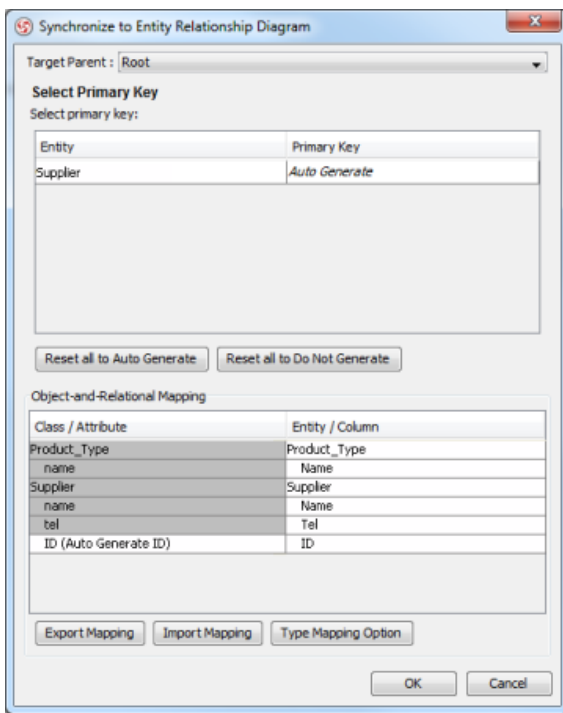 Synchronize to Entity Relationship Diagram
Target Parent : Root
Select Primary Key
Select primary key:
Entity Primary Key
Supplier Auto Generate
Reset all to Auto Generate Reset all to Do Not Generate
Object-and-Relational Mapping
Class / Attribute Entity / Column
Product_Type Product_Type
name Name
Supplier Supplier
name Name
tel Tel
ID (Auto Generate ID) ID
Export Mapping Import Mapping Type Mapping Option
OK Cancel